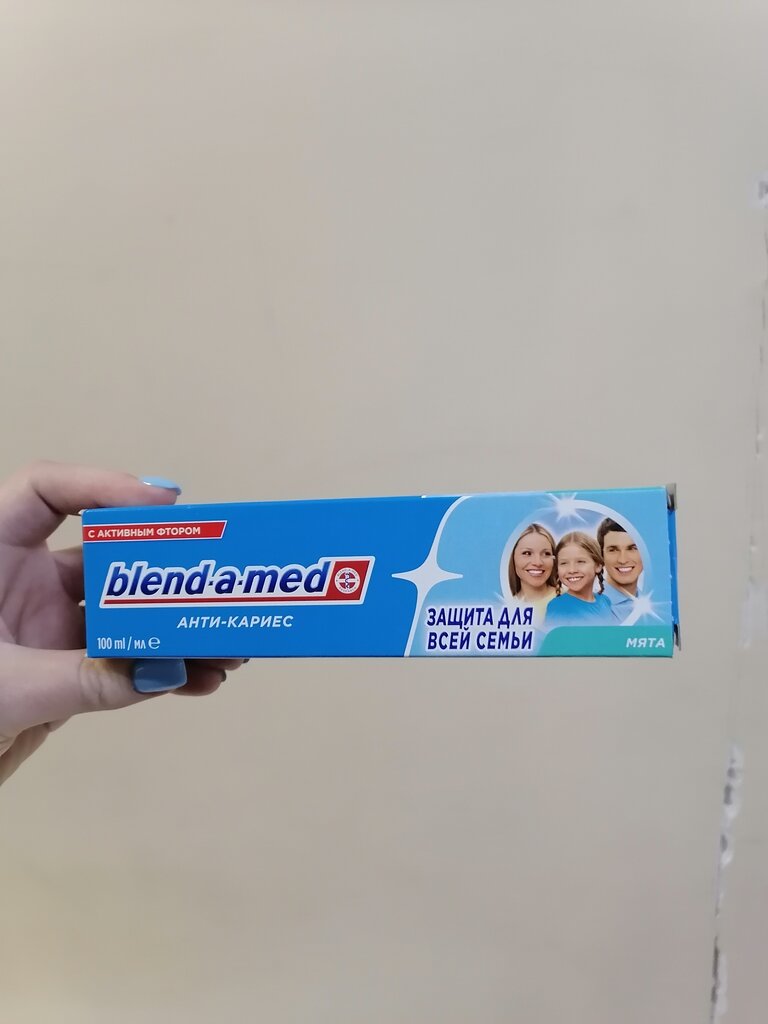 С АКТИВНЫМ ФТОРОМ
blend-a-med
АНТИ-КАРИЕС
100 ml / мл ℮
ЗАЩИТА ДЛЯ
ВСЕЙ СЕМЬИ
МЯТА